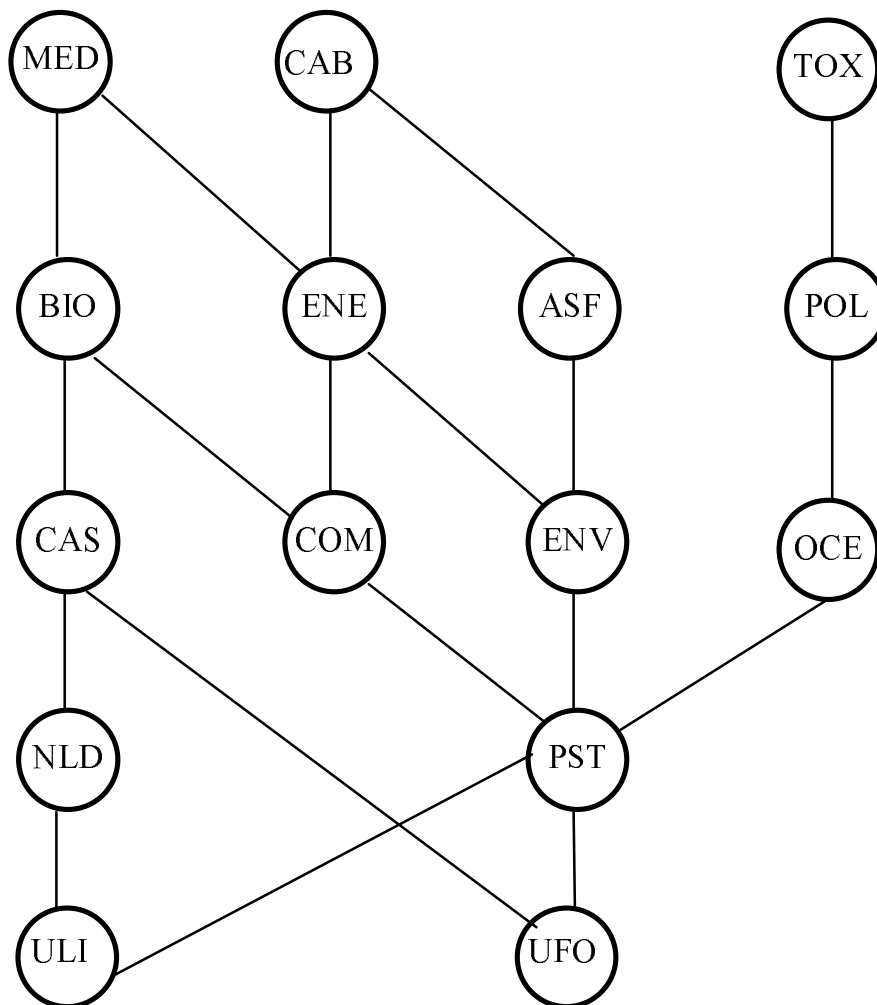 MED CAB TOX
BIO ENE ASF POL
CAS COM ENV OCE
NLD PST
ULI UFO